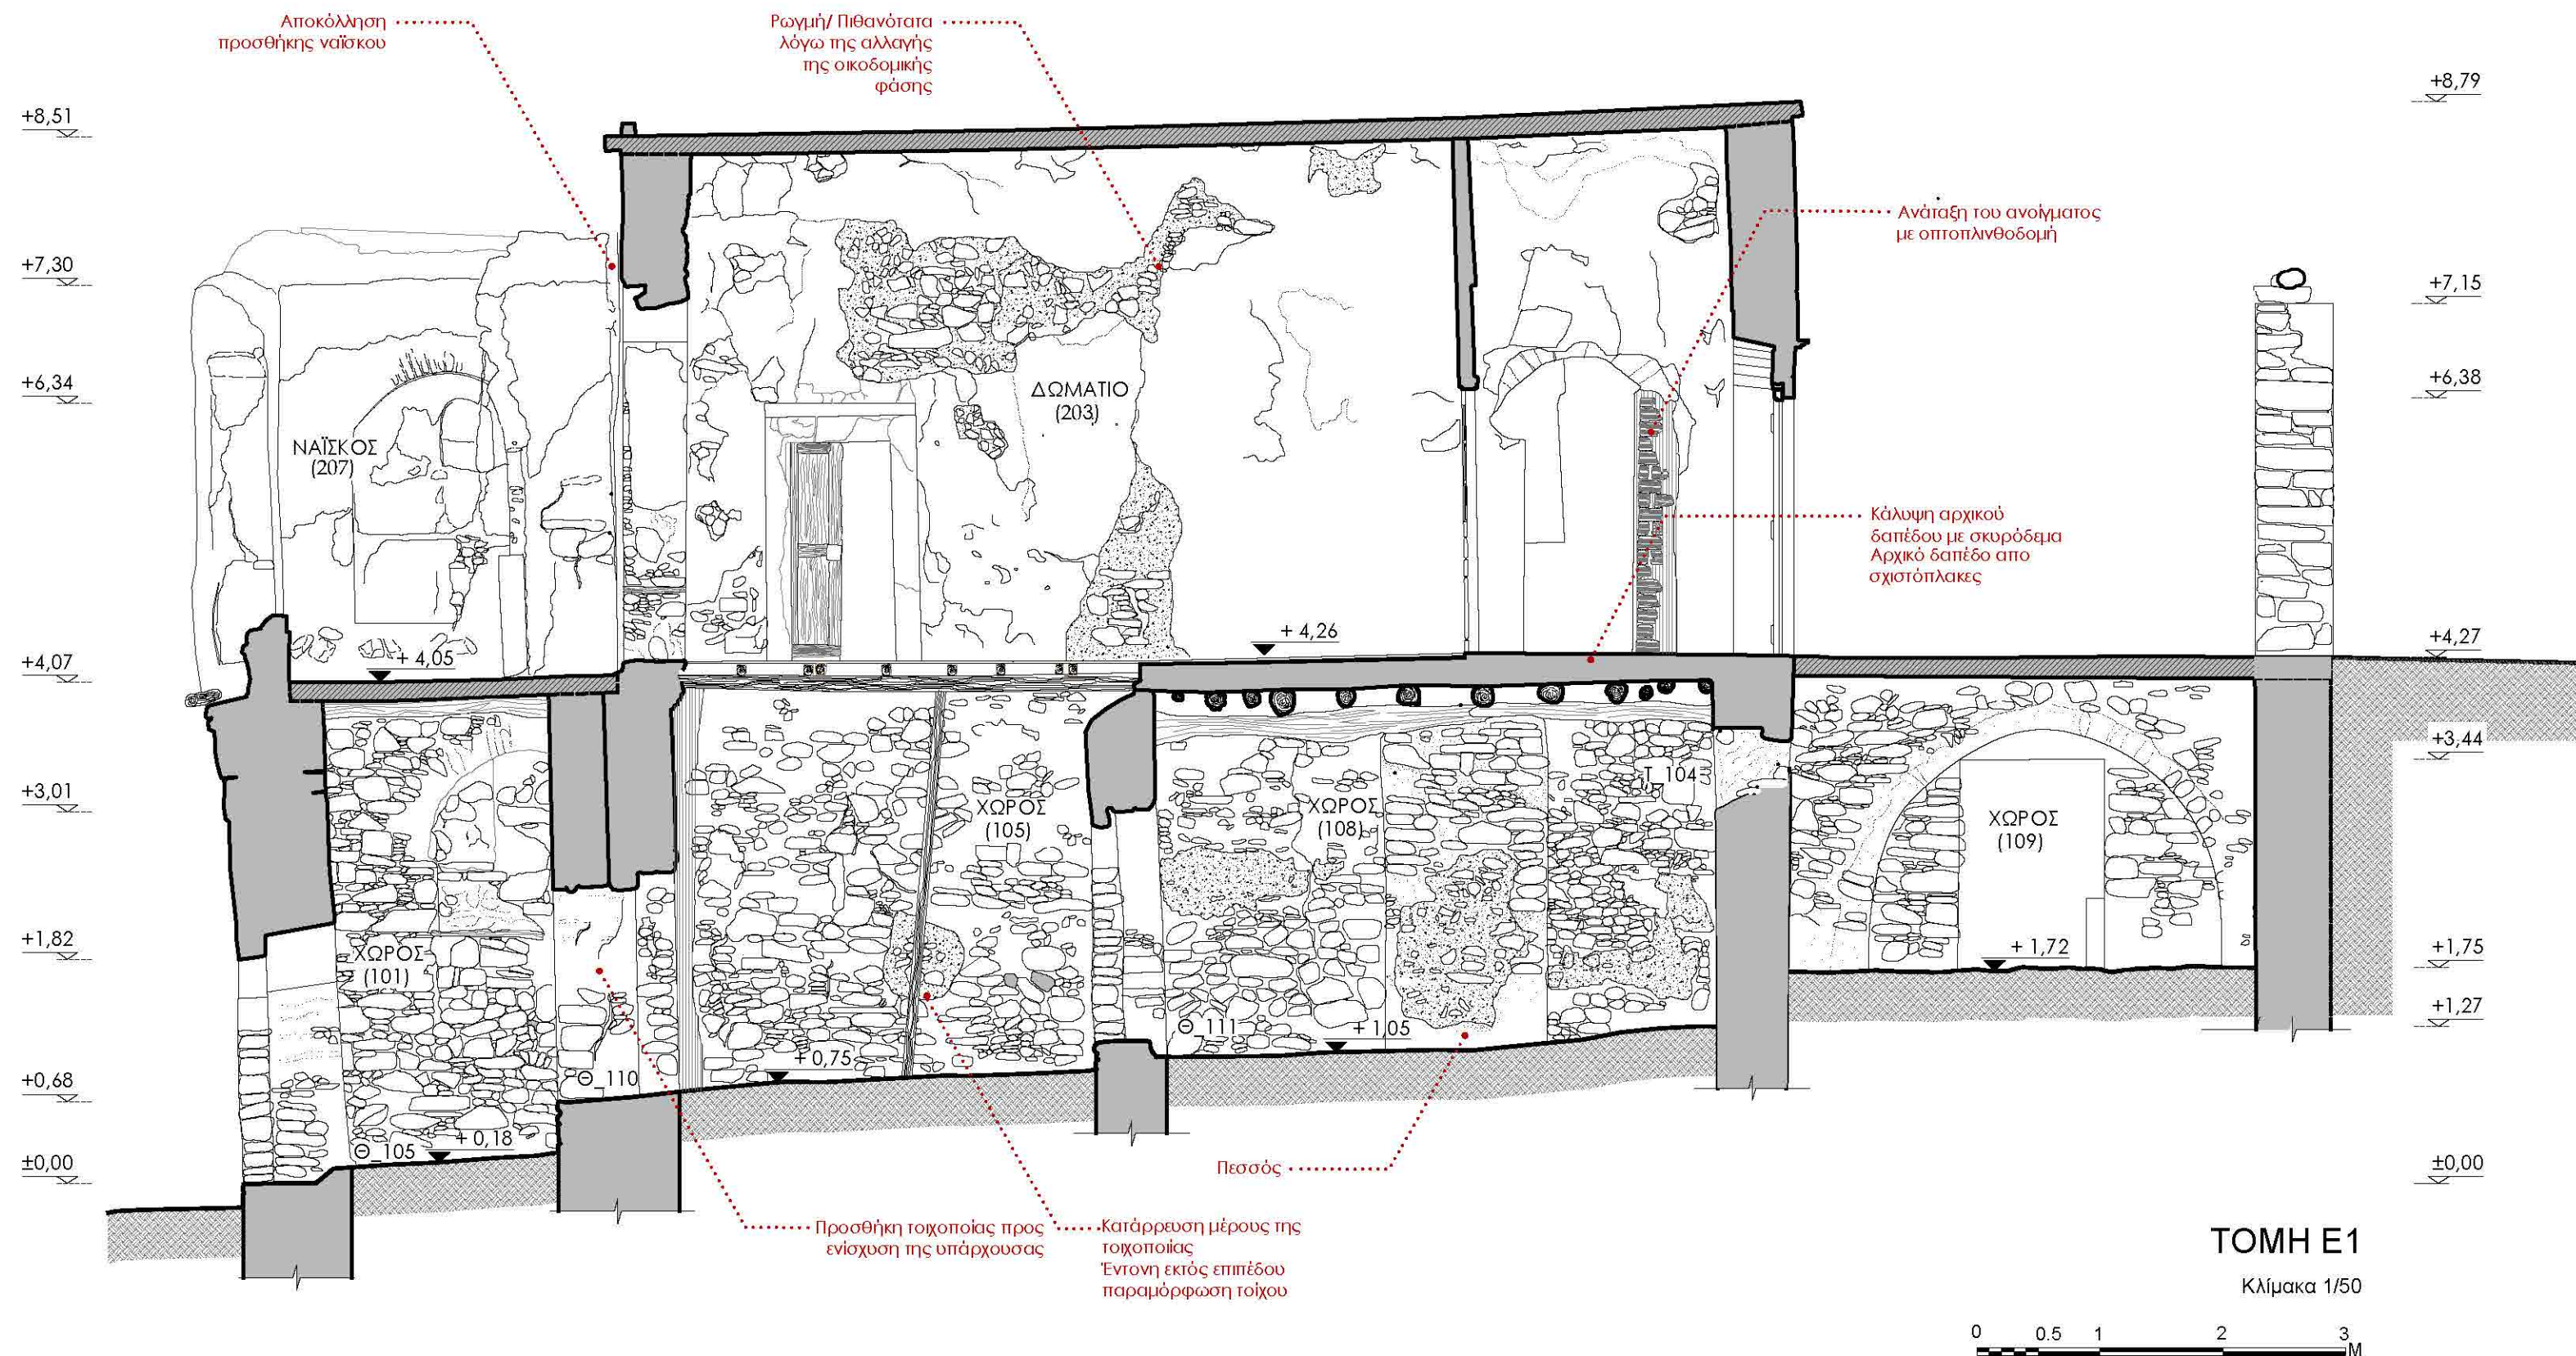 Αποκόλληση
προσθήκης ναϊσκου
Ρωγμή/ Πιθανότατα
λόγω της αλλαγής
της οικοδομικής
φάσης
+8,51
+7,30
+6,34
+4,07
+3,01
+1,82
+0,68
±0,00
+8,79
+7,15
+6,38
+4,27
+3,44
+1,75
+1,27
±0,00
Ανάταξη του ανοίγματος
με οπτοπλινθοδομή
Κάλυψη αρχικού
δαπέδου με σκυρόδεμα
Αρχικό δαπέδο απο
σχιστόπλακες
ΝΑΪΣΚΟΣ
(207)
ΔΩΜΑΤΙΟ
(203)
+ 4,05
+ 4,26
ΧΩΡΟΣ
(101)
ΧΩΡΟΣ
(105)
ΧΩΡΟΣ
(108)
Τ_104
ΧΩΡΟΣ
(109)
+ 1,72
Θ_111
+ 1,05
+ 0,75
Θ_110
Θ_105
+ 0,18
Πεσσός
Προσθήκη τοιχοποίας προς
ενίσχυση της υπάρχουσας
Κατάρρευση μέρους της
τοιχοποιίας
Έντονη εκτός επιπέδου
παραμόρφωση τοίχου
ΤΟΜΗ Ε1
Κλίμακα 1/50
0 0.5 1 2 3
M